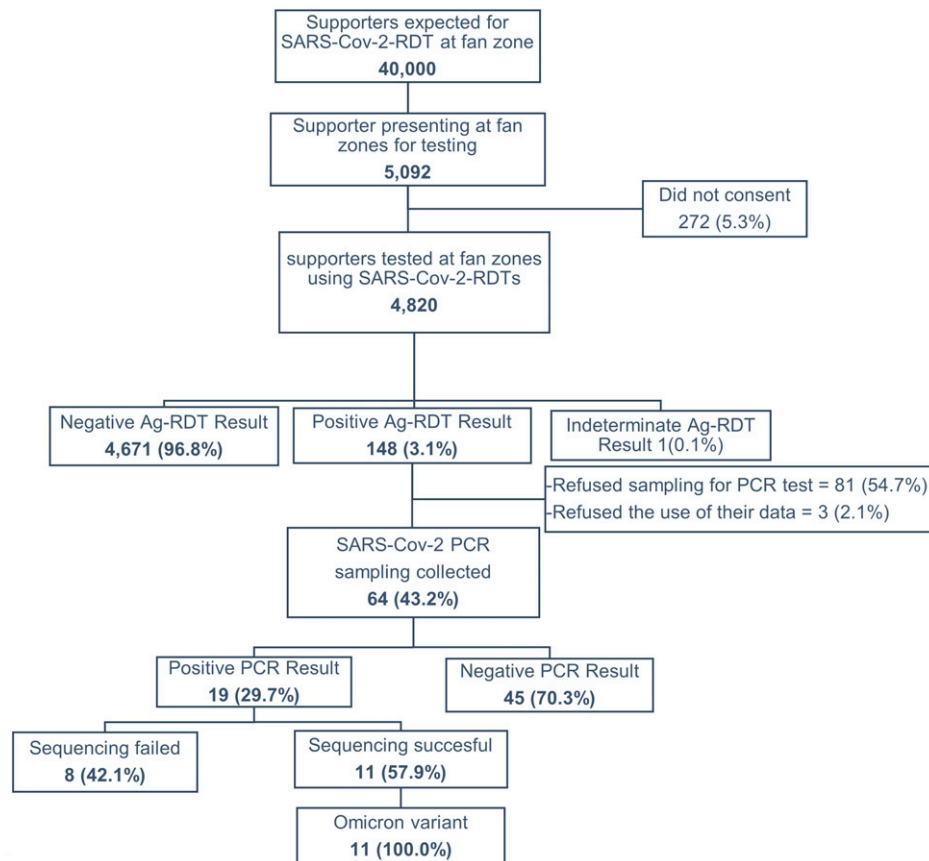 Supporters expected for
SARS-Cov-2-RDT at fan zone
40,000
Supporter presenting at fan
zones for testing
5,092
Did not consent
272 (5.3%)
supporters tested at fan zones
using SARS-Cov-2-RDTs
4,820
Negative Ag-RDT Result
4,671 (96.8%)
Positive Ag-RDT Result
148 (3.1%)
Indeterminate Ag-RDT
Result 1(0.1%)
-Refused sampling for PCR test = 81 (54.7%)
-Refused the use of their data = 3 (2.1%)
SARS-Cov-2 PCR
sampling collected
64 (43.2%)
Positive PCR Result
19 (29.7%)
Negative PCR Result
45 (70.3%)
Sequencing failed
8 (42.1%)
Sequencing succesful
11 (57.9%)
Omicron variant
11 (100.0%)